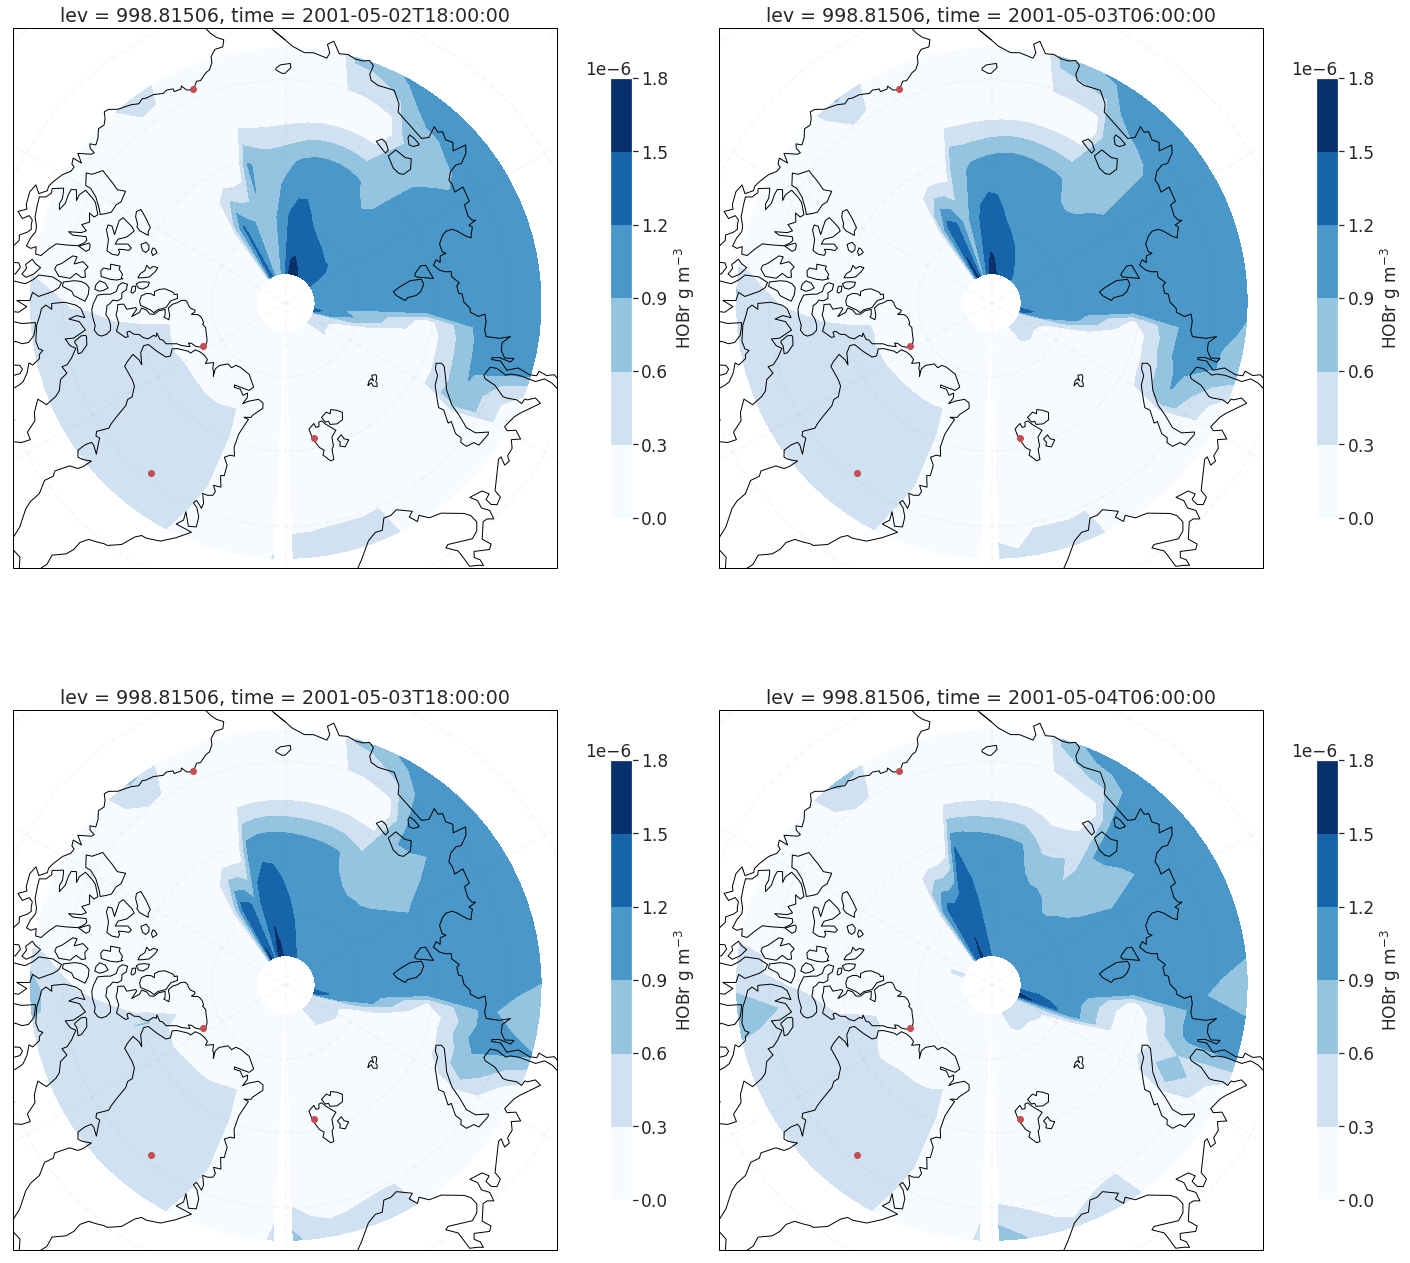 lev = 998.81506, time = 2001-05-02T18:00:00
1e−6
1.8
1.5
1.2
0.9
0.6
0.3
0.0
HOBr g m⁻³
lev = 998.81506, time = 2001-05-03T06:00:00
1e−6
1.8
1.5
1.2
0.9
0.6
0.3
0.0
HOBr g m⁻³
lev = 998.81506, time = 2001-05-03T18:00:00
1e−6
1.8
1.5
1.2
0.9
0.6
0.3
0.0
HOBr g m⁻³
lev = 998.81506, time = 2001-05-04T06:00:00
1e−6
1.8
1.5
1.2
0.9
0.6
0.3
0.0
HOBr g m⁻³